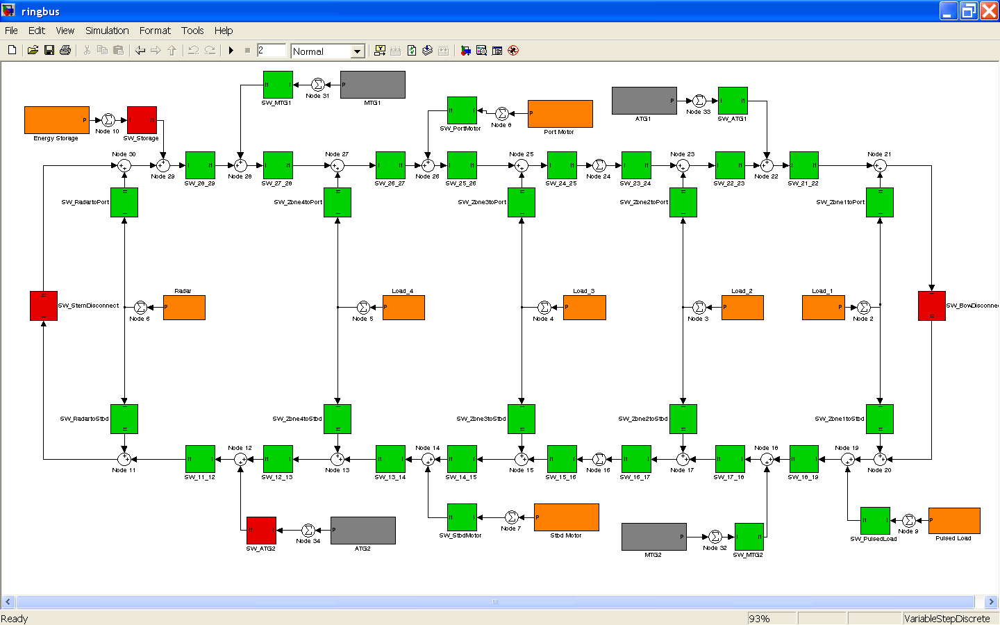 ringbus
File Edit View Simulation Format Tools Help
2 Normal
SW_MTG1
Node 31
MTG1
Energy Storage
Node 10
SW_Storage
SW_PortMotor
Node 8
Port Motor
ATG1
Node 33
SW_ATG1
Node 30
Node 29
SW_28_29
Node 28
SW_27_28
Node 27
SW_26_27
Node 26
SW_25_26
Node 25
SW_24_25
Node 24
SW_23_24
Node 23
SW_22_23
Node 22
SW_21_22
Node 21
SW_RadartoPort
SW_Zone4toPort
SW_Zone3toPort
SW_Zone2toPort
SW_Zone1toPort
SW_SternDisconnect
Radar
Node 6
Load_4
Node 5
Load_3
Node 4
Load_2
Node 3
Load_1
Node 2
SW_BowDisconne
SW_RadartoStbd
SW_Zone4toStbd
SW_Zone3toStbd
SW_Zone2toStbd
SW_Zone1toStbd
Node 11
SW_11_12
Node 12
SW_12_13
Node 13
SW_13_14
Node 14
SW_14_15
Node 15
SW_15_16
Node 16
SW_16_17
Node 17
SW_17_18
Node 18
SW_18_19
Node 19
Node 20
SW_ATG2
Node 34
ATG2
SW_StbdMotor
Node 7
Stbd Motor
MTG2
Node 32
SW_MTG2
SW_PulsedLoad
Node 9
Pulsed Load
Ready 93% VariableStepDiscrete